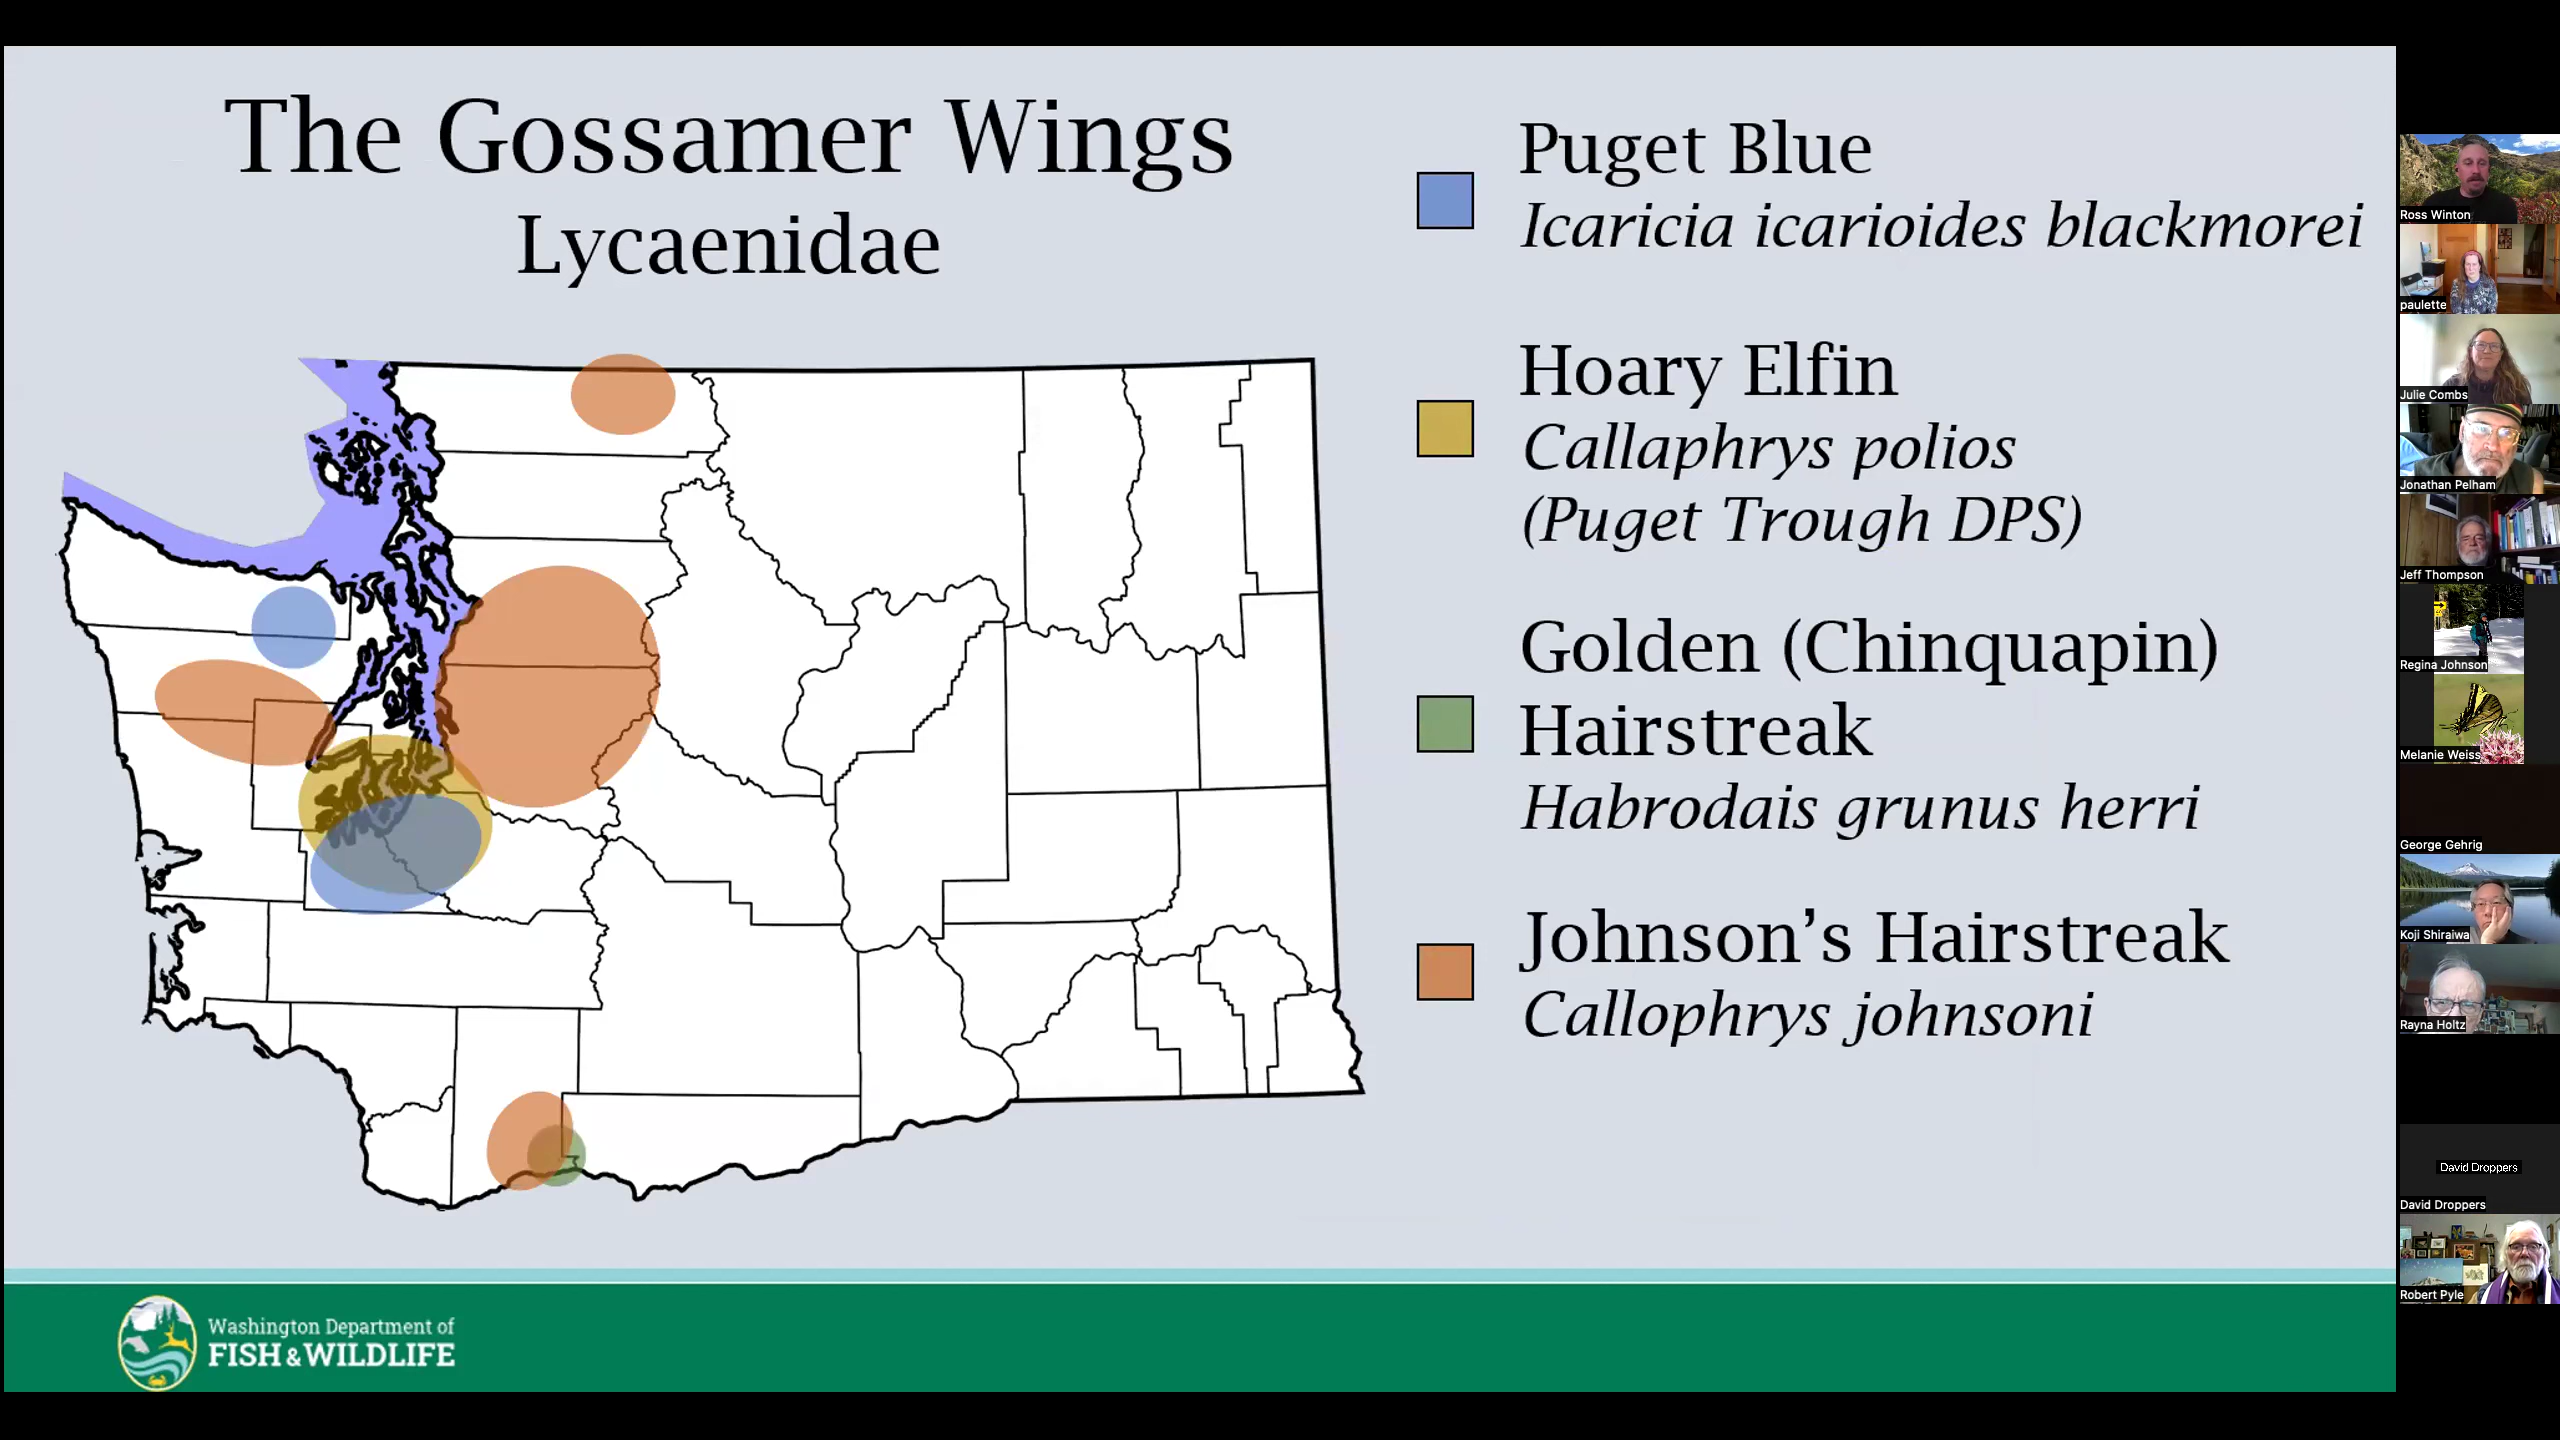 The Gossamer Wings
Lycaenidae
Puget Blue
Icaricia icarioides blackmorei
Hoary Elfin
Callaphrys polios
(Puget Trough DPS)
Golden (Chinquapin)
Hairstreak
Habrodais grunus herri
Johnson’s Hairstreak
Callophrys johnsoni
Washington Department of
FISH & WILDLIFE
Ross Winton
paulette
Julie Combs
Jonathan Pelham
Jeff Thompson
Regina Johnson
Melanie Weiss
George Gehrig
Koji Shiraiwa
Rayna Holtz
David Droppers
David Droppers
Robert Pyle